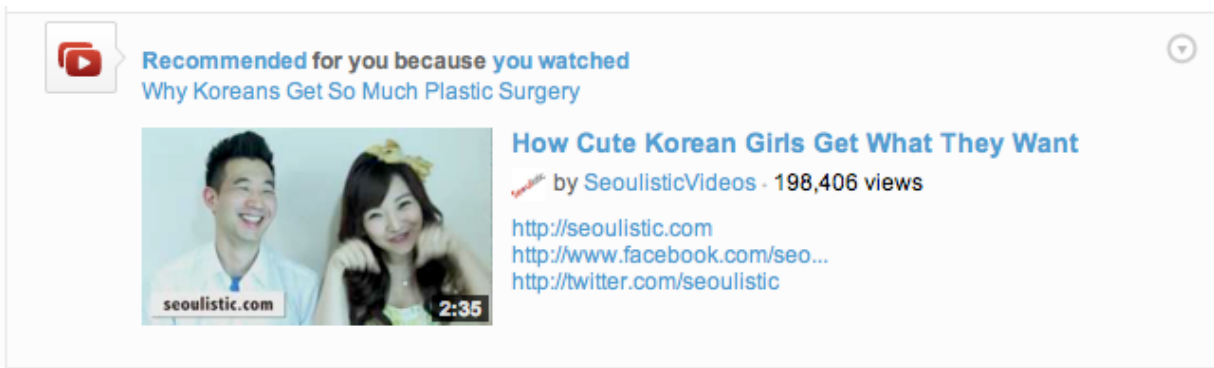 Recommended for you because you watched
Why Koreans Get So Much Plastic Surgery
How Cute Korean Girls Get What They Want
by SeoulisticVideos - 198,406 views
http://seoulistic.com
http://www.facebook.com/seo...
http://twitter.com/seoulistic
seoulistic.com
2:35